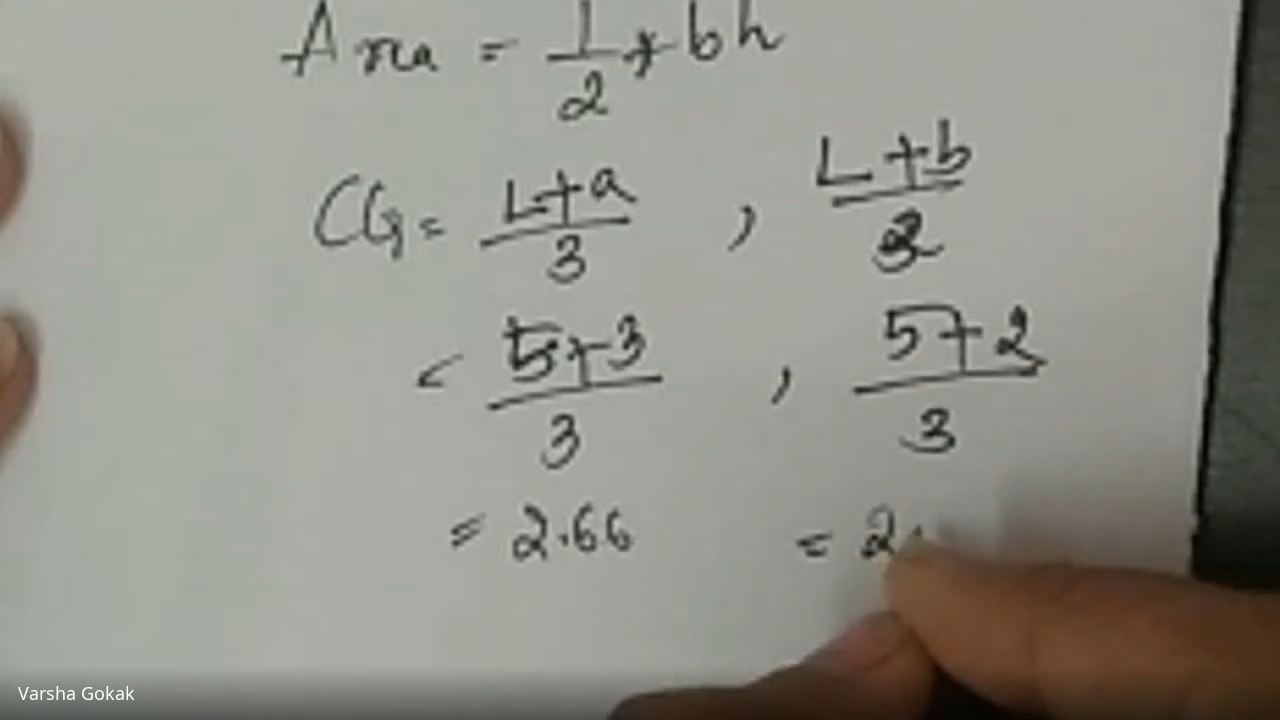 Area = 1/2 * bh
CG = L+a/3 , L+b/3
= 5+3/3 , 5+2/3
= 2.66 = 2.
Varsha Gokak